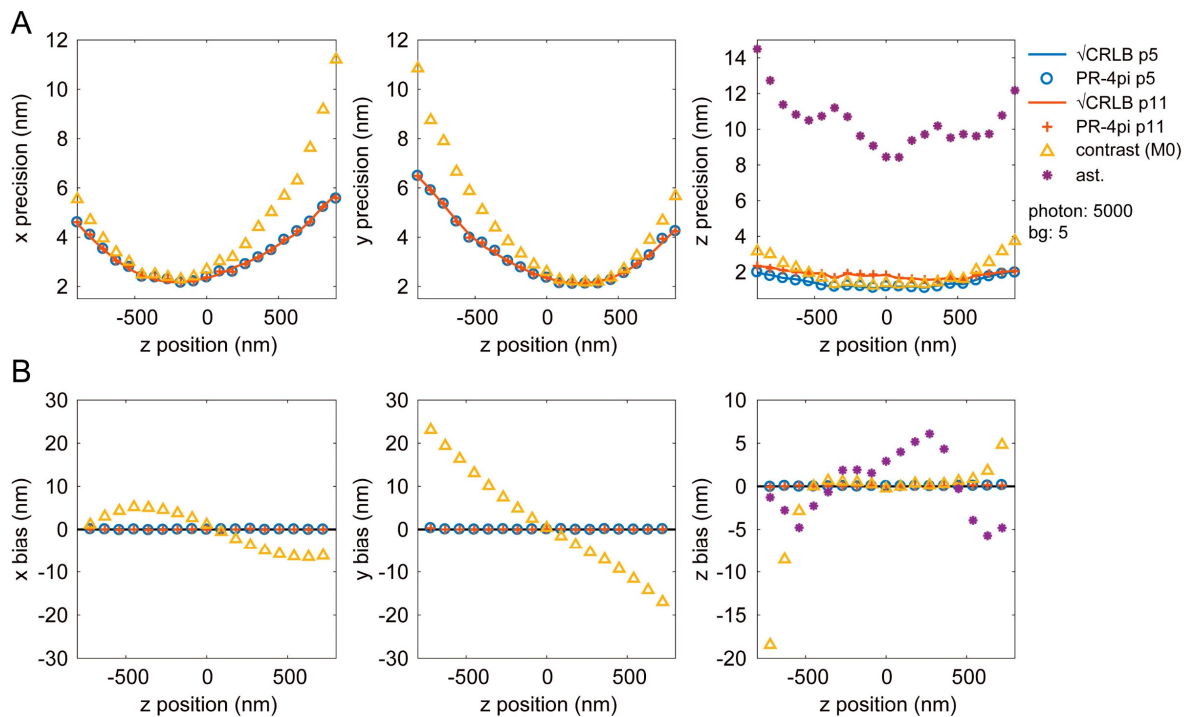 A
x precision (nm)
12
10
8
6
4
2
-500
0
500
z position (nm)
y precision (nm)
12
10
8
6
4
2
-500
0
500
z position (nm)
z precision (nm)
14
12
10
8
6
4
2
-500
0
500
z position (nm)
√CRLB p5
PR-4pi p5
√CRLB p11
PR-4pi p11
contrast (M0)
ast.
photon: 5000
bg: 5
B
x bias (nm)
30
20
10
0
-10
-20
-30
-500
0
500
z position (nm)
y bias (nm)
30
20
10
0
-10
-20
-30
-500
0
500
z position (nm)
z bias (nm)
10
5
0
-5
-10
-15
-20
-500
0
500
z position (nm)